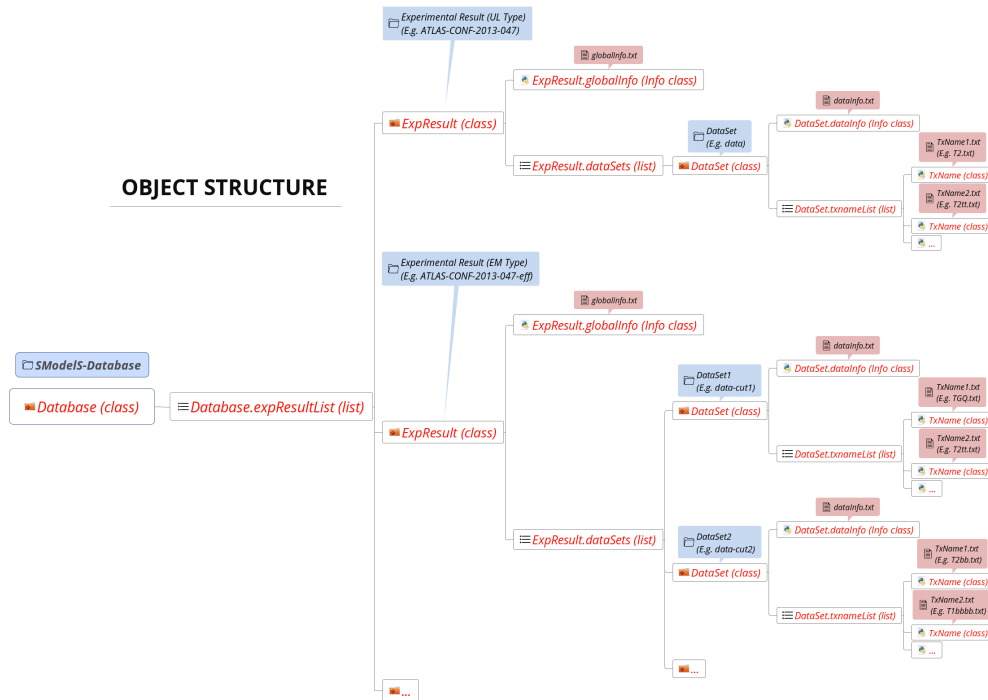 Experimental Result (UL Type)
(E.g. ATLAS-CONF-2013-047)
globalInfo.txt
ExpResult.globalInfo (Info class)
dataInfo.txt
ExpResult (class)
DataSet
(E.g. data)
DataSet.dataInfo (Info class)
TxName1.txt
(E.g. T2.txt)
ExpResult.dataSets (list)
DataSet (class)
TxName (class)
OBJECT STRUCTURE
TxName2.txt
(E.g. T2tt.txt)
DataSet.txnameList (list)
TxName (class)
...
Experimental Result (EM Type)
(E.g. ATLAS-CONF-2013-047-eff)
globalInfo.txt
ExpResult.globalInfo (Info class)
dataInfo.txt
SModelS-Database
DataSet.dataInfo (Info class)
DataSet1
(E.g. data-cut1)
TxName1.txt
(E.g. TGQ.txt)
Database (class)
Database.expResultList (list)
DataSet (class)
TxName (class)
ExpResult (class)
TxName2.txt
(E.g. T2tt.txt)
DataSet.txnameList (list)
TxName (class)
...
dataInfo.txt
DataSet.dataInfo (Info class)
ExpResult.dataSets (list)
DataSet2
(E.g. data-cut2)
TxName1.txt
(E.g. T2bb.txt)
DataSet (class)
TxName (class)
TxName2.txt
(E.g. T1bbbb.txt)
DataSet.txnameList (list)
TxName (class)
...
...
...